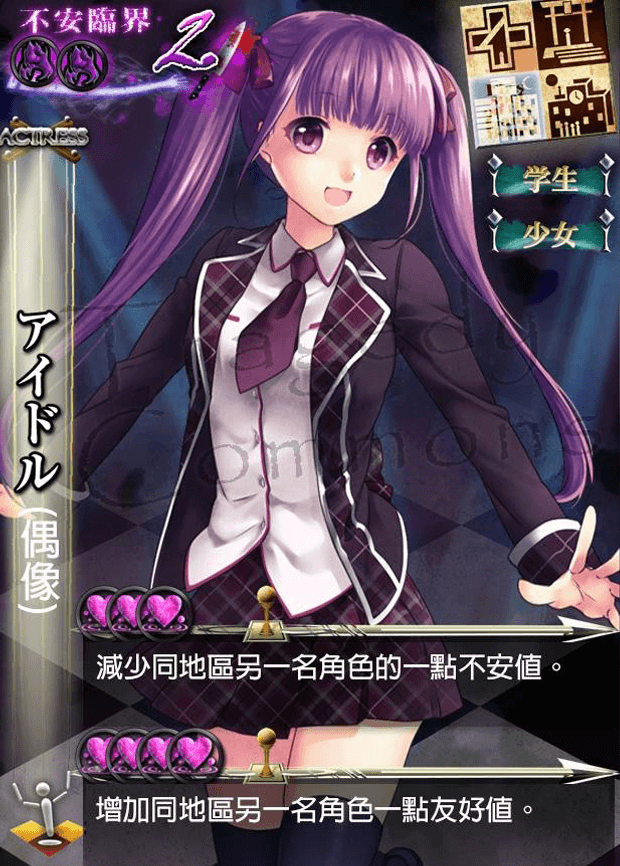 不安臨界 2
ACTRESS
学生
少女
アイドル(偶像)
Tragedy
Commons
減少同地區另一名角色的一點不安值。
增加同地區另一名角色一點友好值。